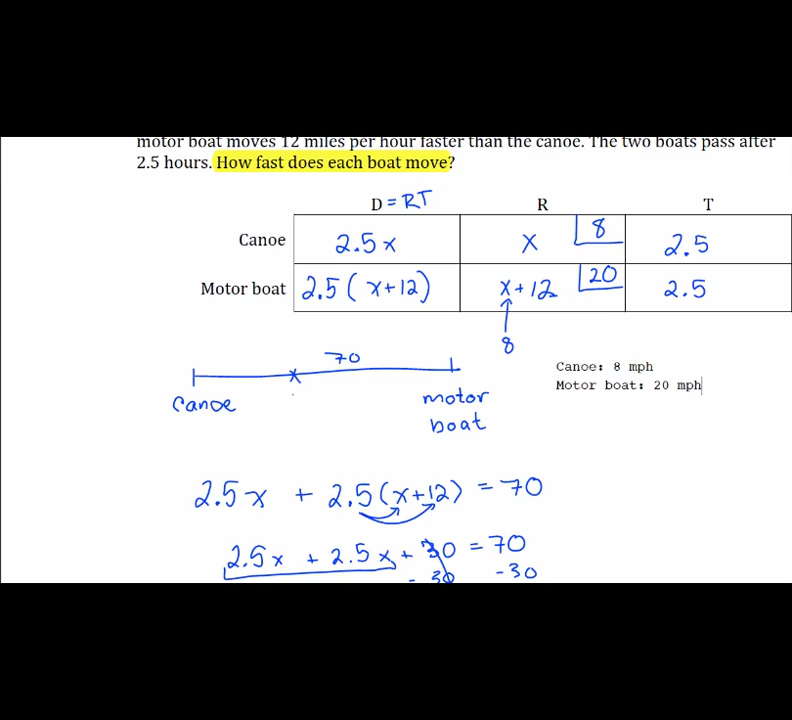 motor boat moves 12 miles per hour faster than the canoe. The two boats pass after
2.5 hours. How fast does each boat move?
D = RT R T
Canoe 2.5x x 8 2.5
Motor boat 2.5(x+12) x+12 20 2.5
8
70
Canoe: 8 mph
Motor boat: 20 mph
canoe motor
boat
2.5x + 2.5(x+12) = 70
2.5x + 2.5x + 30 = 70
- 30 -30